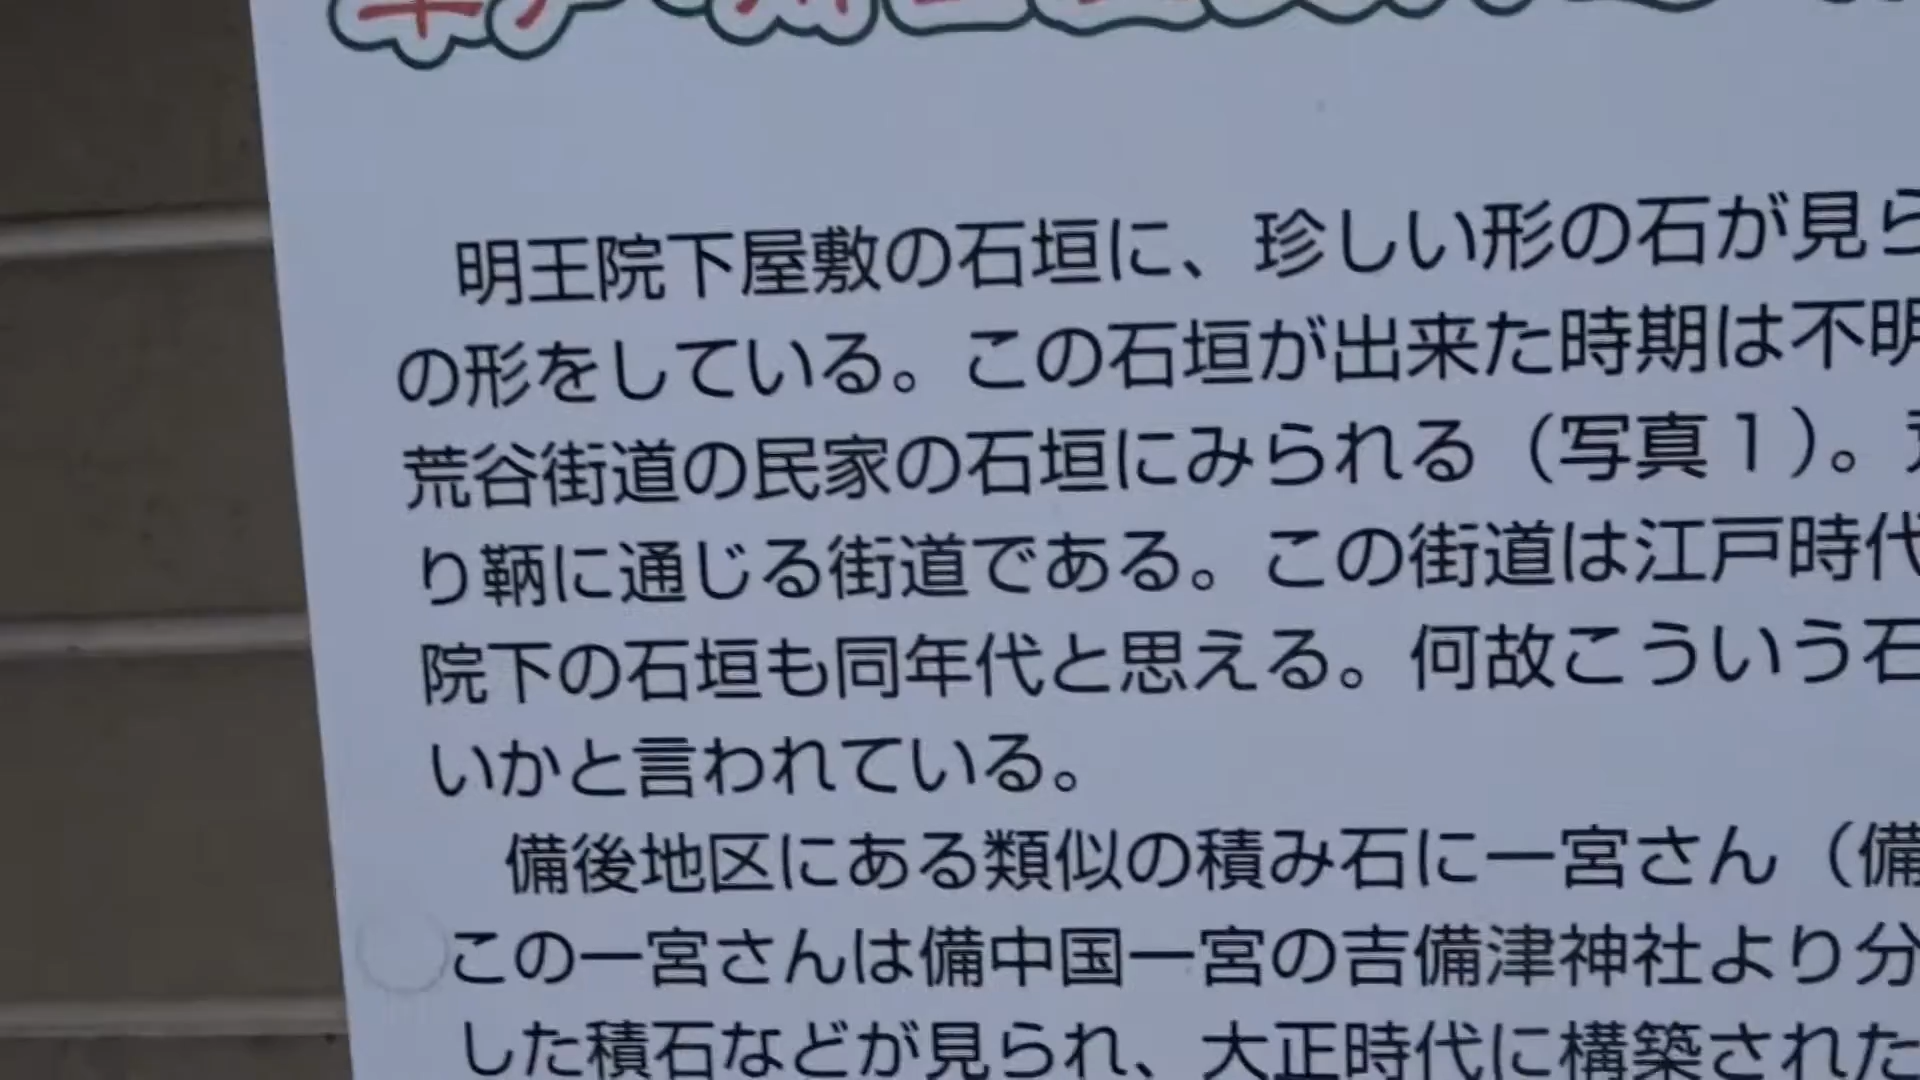 明王院下屋敷の石垣に、珍しい形の石が見ら
の形をしている。この石垣が出来た時期は不明
荒谷街道の民家の石垣にみられる（写真１）。
り鞆に通じる街道である。この街道は江戸時代
院下の石垣も同年代と思える。何故こういう石
いかと言われている。
備後地区にある類似の積み石に一宮さん（備
この一宮さんは備中国一宮の吉備津神社より分
した積石などが見られ、大正時代に構築された